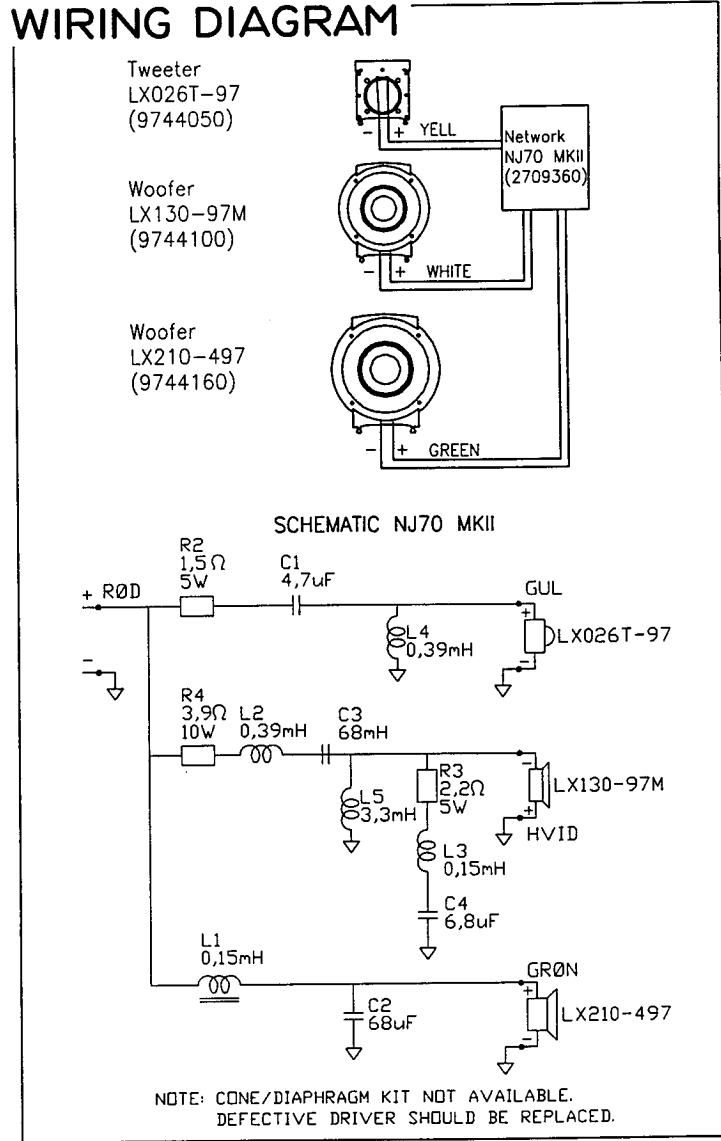 WIRING DIAGRAM
Tweeter
LX026T-97
(9744050)
- + YELL
Network
NJ70 MKII
(2709360)
Woofer
LX130-97M
(9744100)
- + WHITE
Woofer
LX210-497
(9744160)
- + GREEN
SCHEMATIC NJ70 MKII
R2
1,5Ω
5W
C1
4,7uF
+ RØD
-
L4
0,39mH
GUL
+
-
LX026T-97
R4
3,9Ω
10W
L2
0,39mH
C3
68mH
L5
3,3mH
R3
2,2Ω
5W
L3
0,15mH
C4
6,8uF
-
+
LX130-97M
HVID
L1
0,15mH
C2
68uF
GRØN
+
-
LX210-497
NOTE: CONE/DIAPHRAGM KIT NOT AVAILABLE.
DEFECTIVE DRIVER SHOULD BE REPLACED.